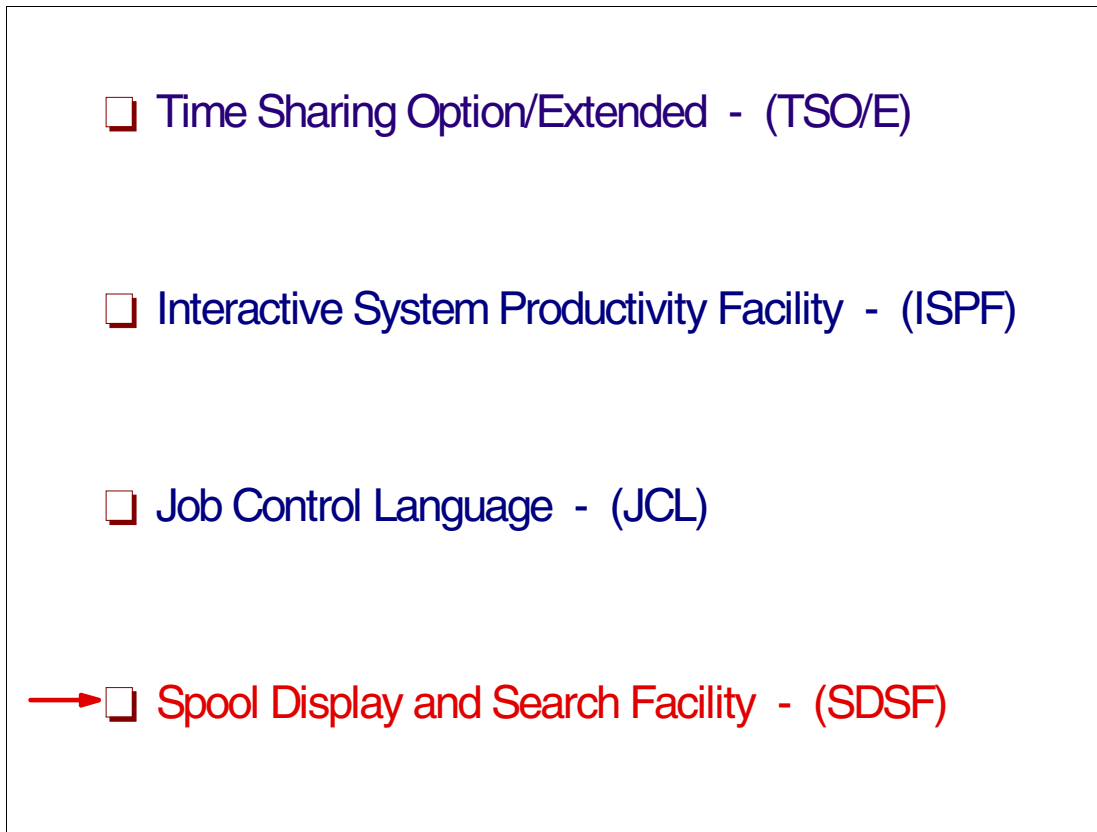 Time Sharing Option/Extended - (TSO/E)
Interactive System Productivity Facility - (ISPF)
Job Control Language - (JCL)
Spool Display and Search Facility - (SDSF)